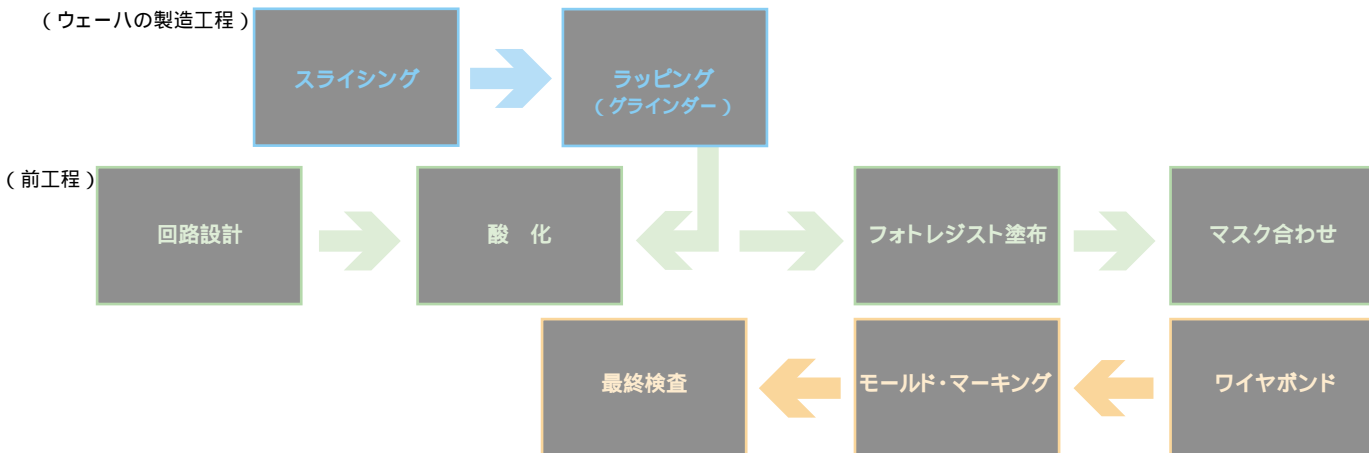 （ウェーハの製造工程）
スライシング
ラッピング
（グラインダー）
（前工程）
回路設計
酸　化
フォトレジスト塗布
マスク合わせ
最終検査
モールド・マーキング
ワイヤボンド